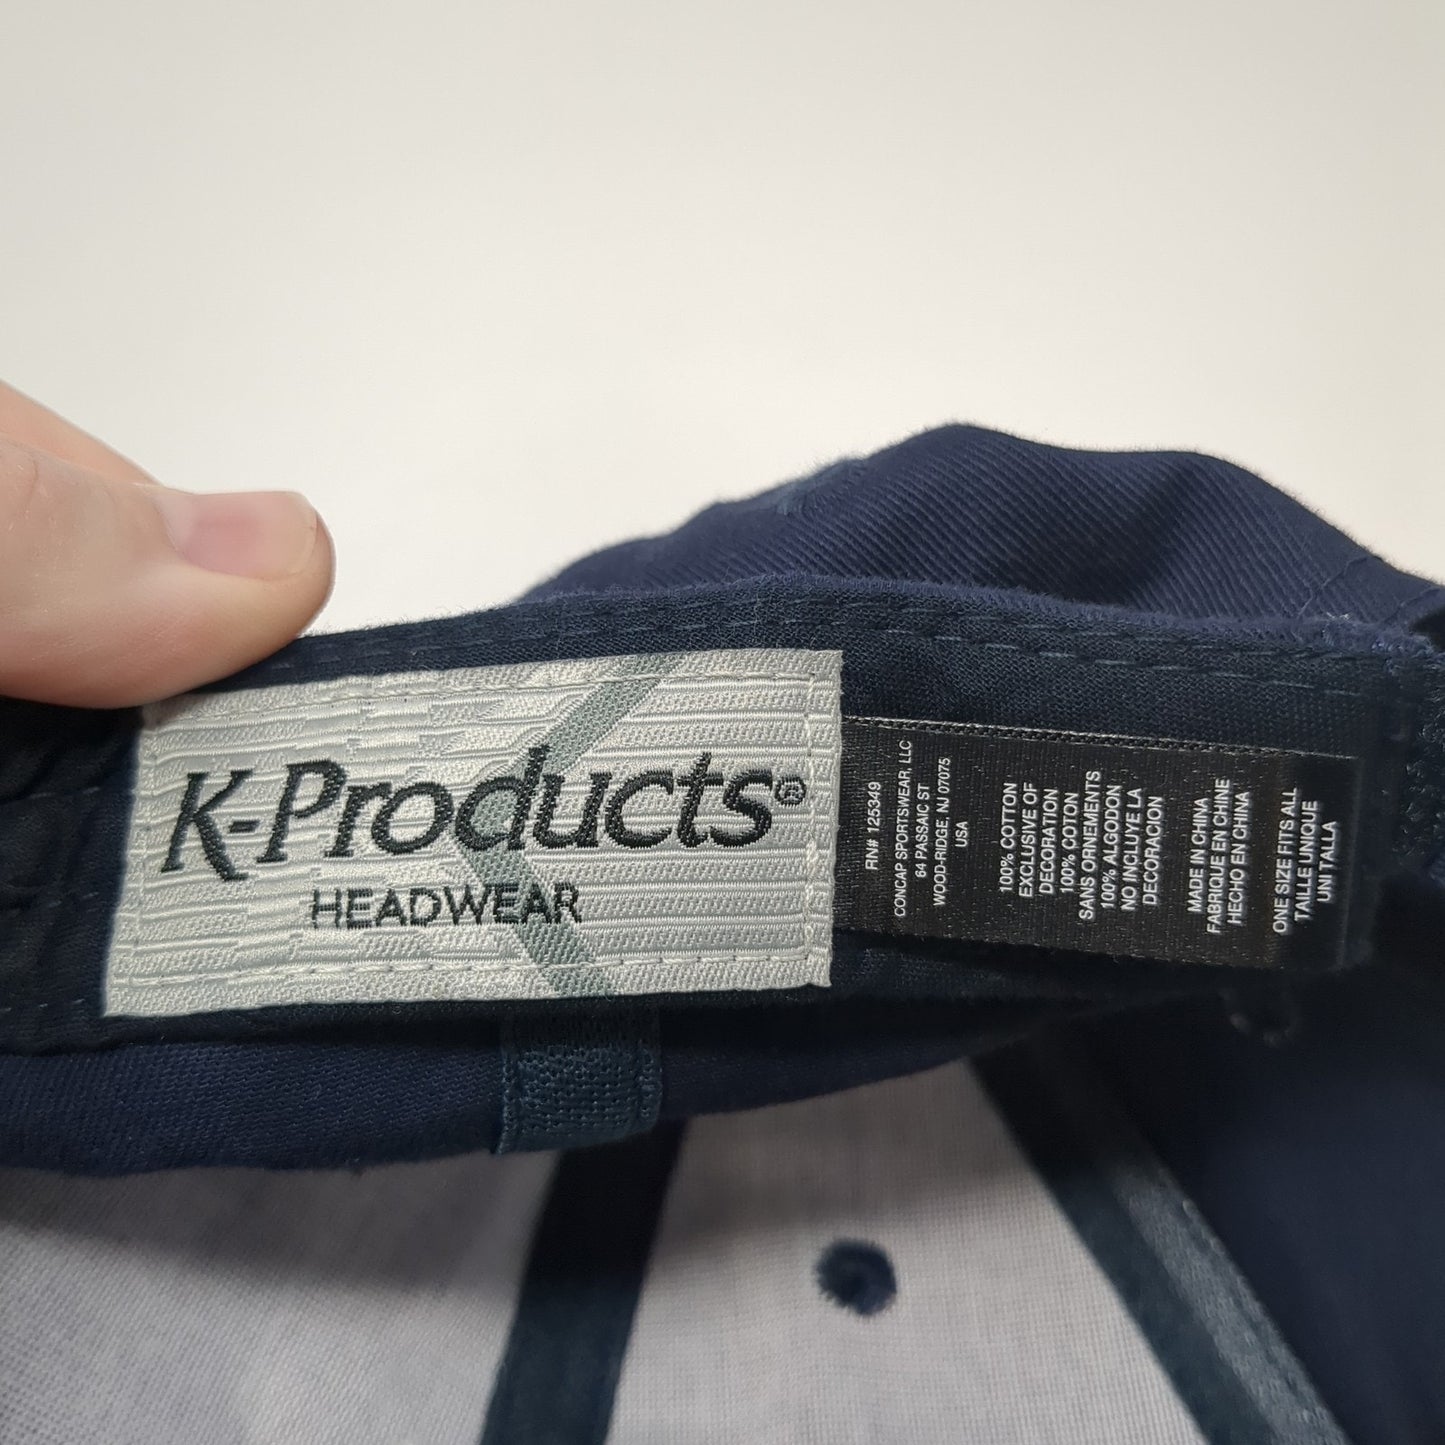 K-Products®
HEADWEAR
RN# 125349
CONCAP SPORTSWEAR, LLC
64 PASSAIC ST
WOOD-RIDGE, NJ 07075
USA
100% COTTON
EXCLUSIVE OF
DECORATION
100% COTON
SANS ORNEMENTS
100% ALGODON
NO INCLUYE LA
DECORACION
MADE IN CHINA
FABRIQUE EN CHINE
HECHO EN CHINA
ONE SIZE FITS ALL
TAILLE UNIQUE
UNI TALLA